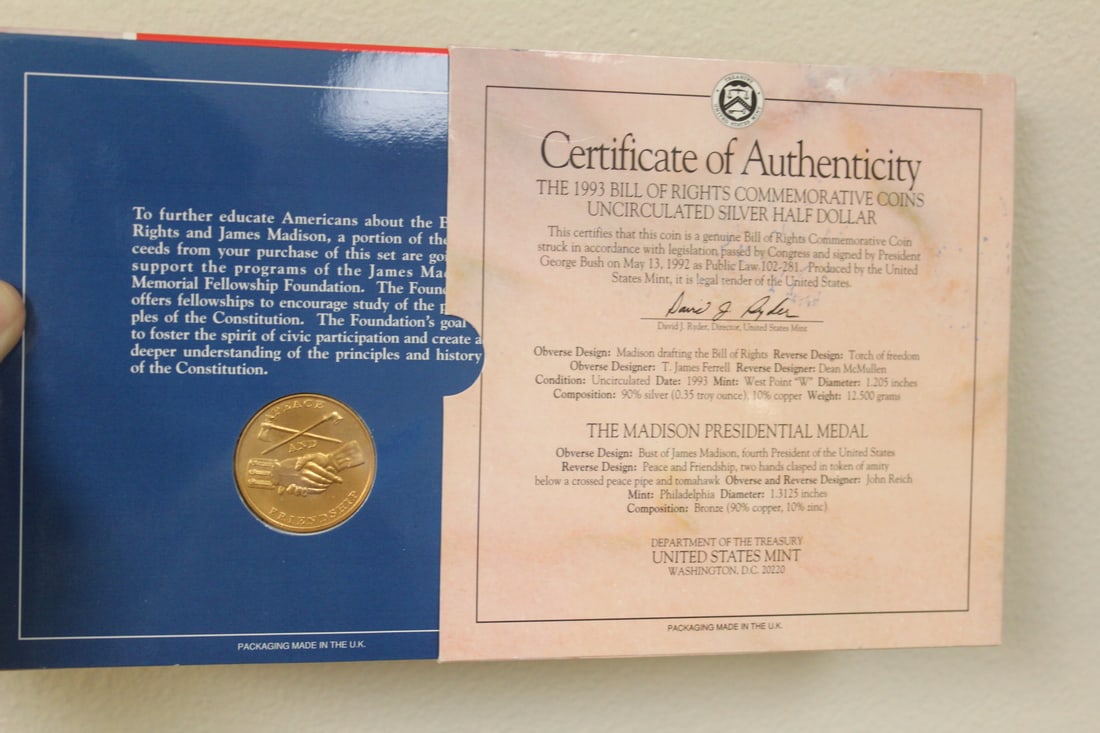 To further educate Americans about the
Rights and James Madison, a portion of the
ceeds from your purchase of this set are
support the programs of the James
Memorial Fellowship Foundation. The
offers fellowships to encourage study of the
ples of the Constitution. The Foundation's goal
to foster the spirit of civic participation and create a
deeper understanding of the principles and history
of the Constitution.
PEACE
AND
FRIENDSHIP
PACKAGING MADE IN THE U.K.
Certificate of Authenticity
THE 1993 BILL OF RIGHTS COMMEMORATIVE COINS
UNCIRCULATED SILVER HALF DOLLAR
This certifies that this coin is a genuine Bill of Rights Commemorative Coin
struck in accordance with legislation passed by Congress and signed by President
George Bush on May 13, 1992 as Public Law 102-281. Produced by the United
States Mint, it is legal tender of the United States.
David J. Ryder
David J. Ryder, Director, United States Mint
Obverse Design: Madison drafting the Bill of Rights Reverse Design: Torch of freedom
Obverse Designer: T. James Ferrell Reverse Designer: Dean McMullen
Condition: Uncirculated Date: 1993 Mint: West Point "W" Diameter: 1.205 inches
Composition: 90% silver (0.35 troy ounce), 10% copper Weight: 12.500 grams
THE MADISON PRESIDENTIAL MEDAL
Obverse Design: Bust of James Madison, fourth President of the United States
Reverse Design: Peace and Friendship, two hands clasped in token of amity
below a crossed peace pipe and tomahawk Obverse and Reverse Designer: John Reich
Mint: Philadelphia Diameter: 1.3125 inches
Composition: Bronze (90% copper, 10% zinc)
DEPARTMENT OF THE TREASURY
UNITED STATES MINT
WASHINGTON, D.C. 20220
PACKAGING MADE IN THE U.K.